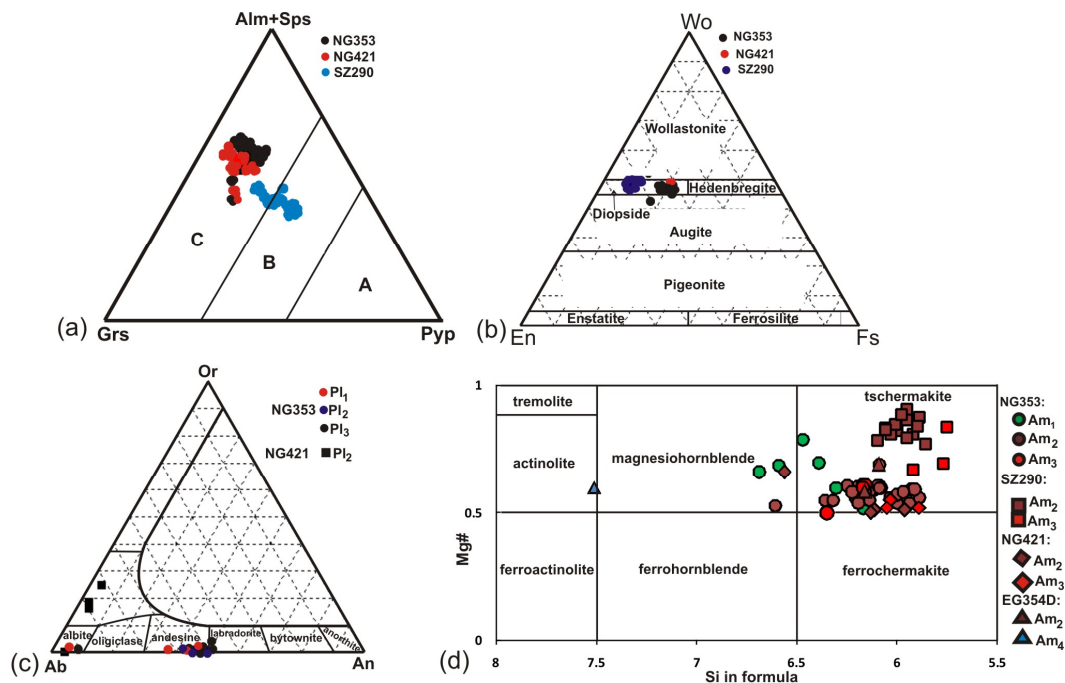 Alm+Sps
NG353
NG421
SZ290
C
B
A
(a)
Grs
Pyp
Wo
NG353
NG421
SZ290
Wollastonite
Hedenbregite
Diopside
Augite
Pigeonite
Enstatite
Ferrosilite
(b)
En
Fs
Or
Pl1
NG353 Pl2
Pl3
NG421 Pl2
albite
oligiclase
andesine
labradorite
bytownite
anorthite
(c)
Ab
An
1
tremolite
tschermakite
actinolite
magnesiohornblende
0.5
Mg#
ferroactinolite
ferrohornblende
ferrochermakite
0
8
7.5
7
6.5
6
5.5
(d)
Si in formula
NG353:
Am1
Am2
Am3
SZ290:
Am2
Am3
NG421:
Am2
Am3
EG354D:
Am2
Am4